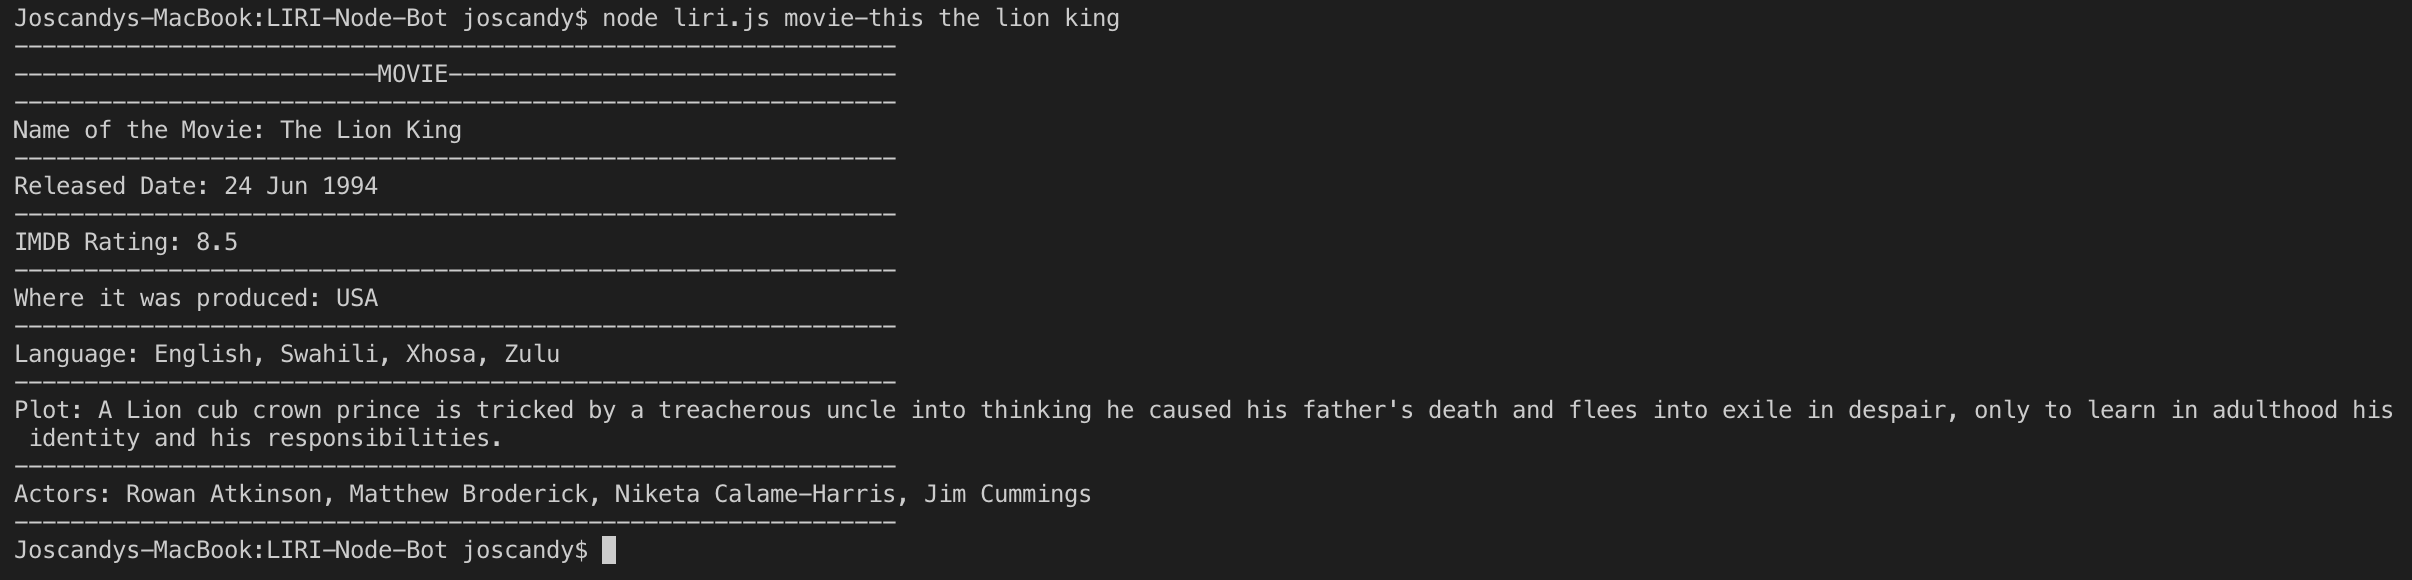 Joscandys-MacBook:LIRI-Node-Bot joscandy$ node liri.js movie-this the lion king
---------------------------------------------------------------
--------------------------MOVIE--------------------------------
---------------------------------------------------------------
Name of the Movie: The Lion King
---------------------------------------------------------------
Released Date: 24 Jun 1994
---------------------------------------------------------------
IMDB Rating: 8.5
---------------------------------------------------------------
Where it was produced: USA
---------------------------------------------------------------
Language: English, Swahili, Xhosa, Zulu
---------------------------------------------------------------
Plot: A Lion cub crown prince is tricked by a treacherous uncle into thinking he caused his father's death and flees into exile in despair, only to learn in adulthood his
 identity and his responsibilities.
---------------------------------------------------------------
Actors: Rowan Atkinson, Matthew Broderick, Niketa Calame-Harris, Jim Cummings
---------------------------------------------------------------
Joscandys-MacBook:LIRI-Node-Bot joscandy$